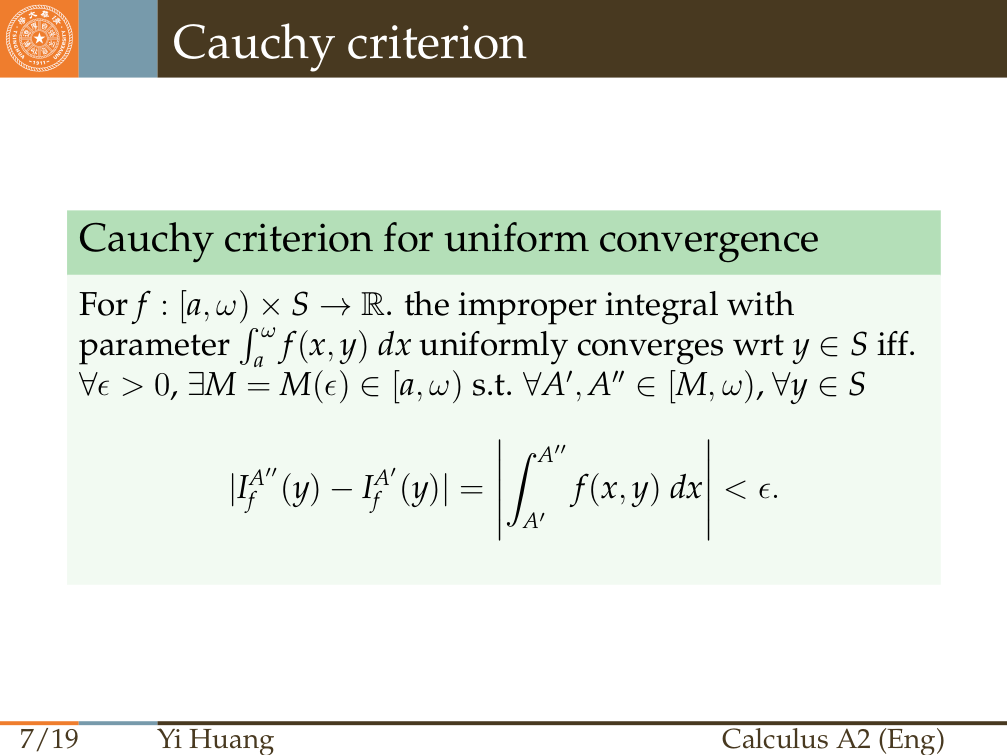 Cauchy criterion
Cauchy criterion for uniform convergence
For f : [a, ω) × S → ℝ. the improper integral with
parameter ∫ₐ^ω f(x, y) dx uniformly converges wrt y ∈ S iff.
∀ϵ > 0, ∃M = M(ϵ) ∈ [a, ω) s.t. ∀A′, A″ ∈ [M, ω), ∀y ∈ S
|I_f^{A″}(y) − I_f^{A′}(y)| = |∫_{A′}^{A″} f(x, y) dx| < ϵ.
7/19 Yi Huang Calculus A2 (Eng)